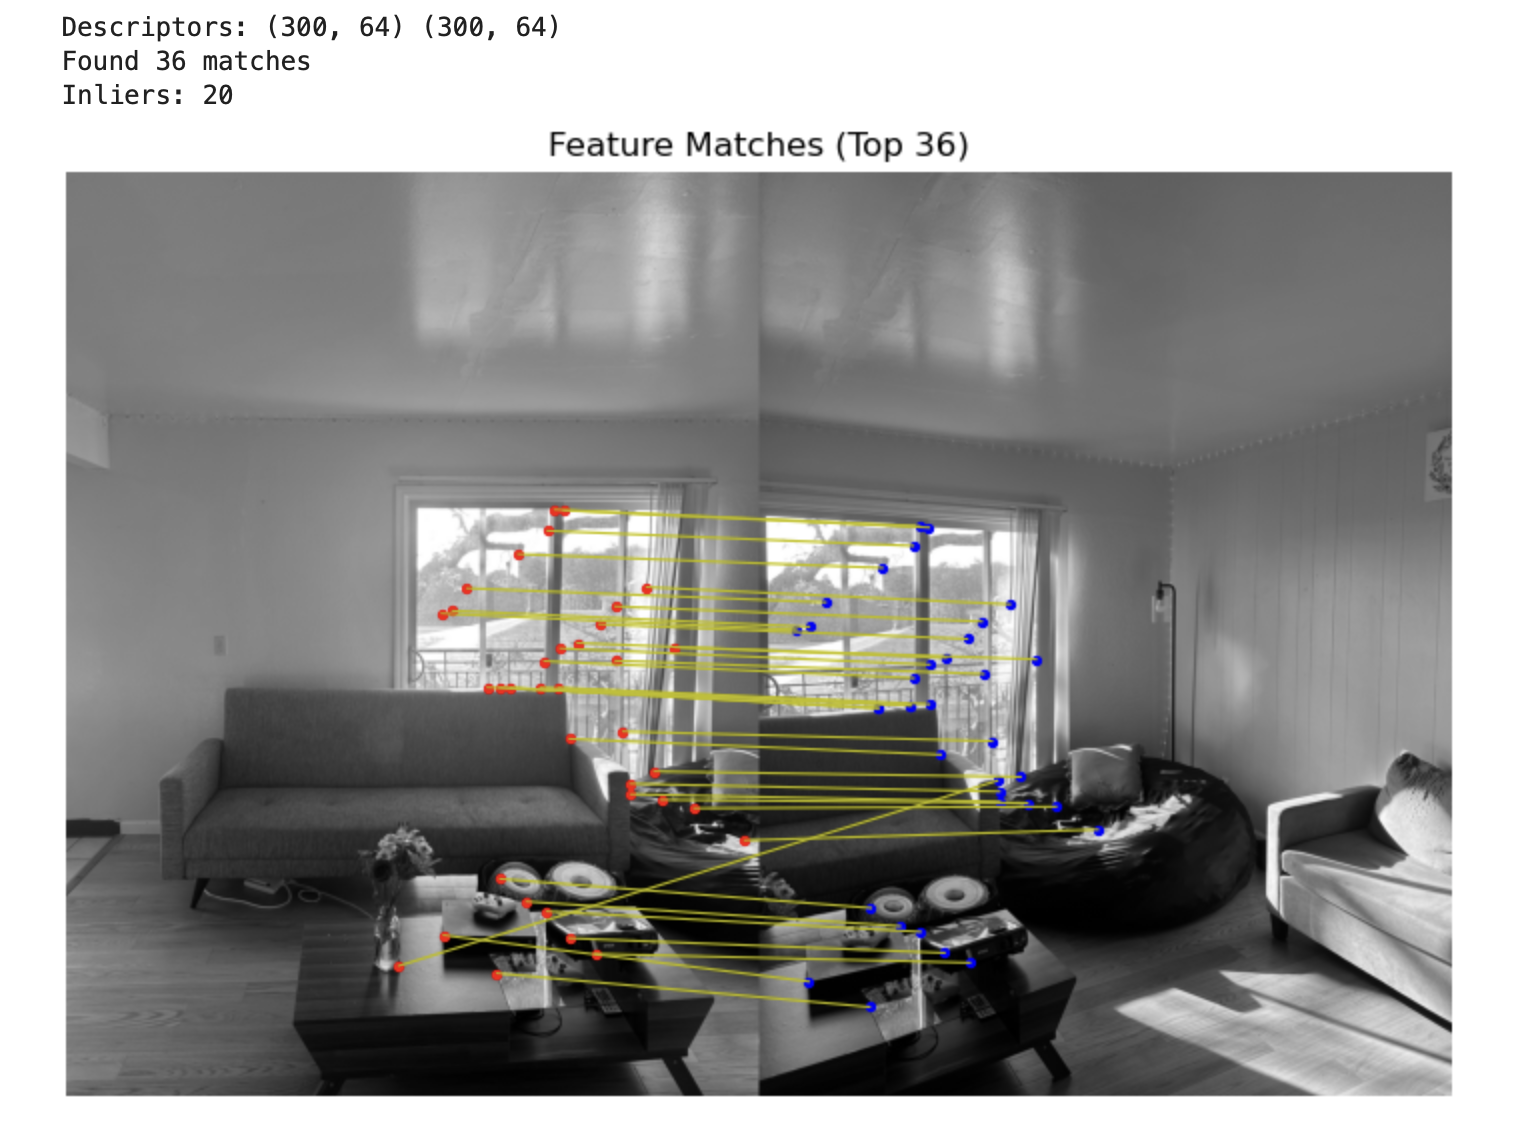 Descriptors: (300, 64) (300, 64)
Found 36 matches
Inliers: 20
Feature Matches (Top 36)